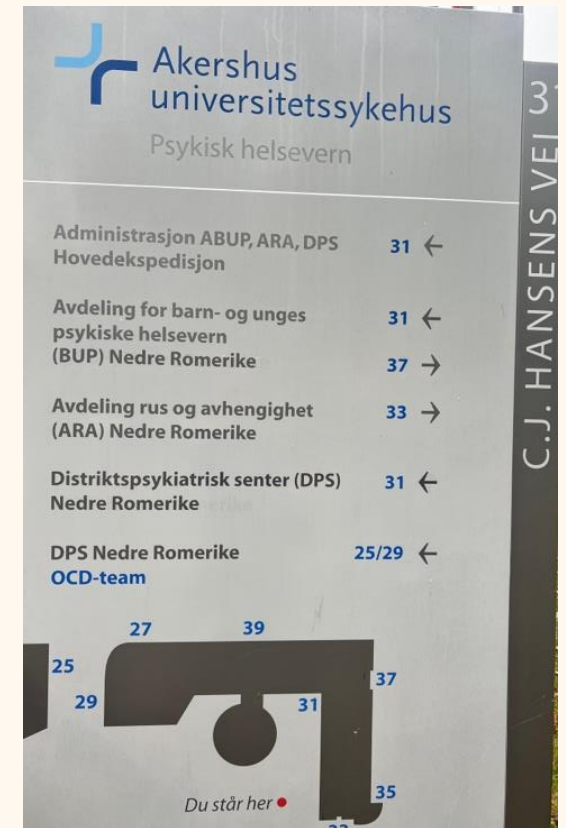 Akershus
universitetssykehus
Psykisk helsevern
Administrasjon ABUP, ARA, DPS 31 ←
Hovedekspedisjon
Avdeling for barn- og unges 31 ←
psykiske helsevern
(BUP) Nedre Romerike 37 →
Avdeling rus og avhengighet 33 →
(ARA) Nedre Romerike
Distriktspsykiatrisk senter (DPS) 31 ←
Nedre Romerike
DPS Nedre Romerike 25/29 ←
OCD-team
27 39
25
37
29
31
35
Du står her
33
C.J. HANSENS VEI 31